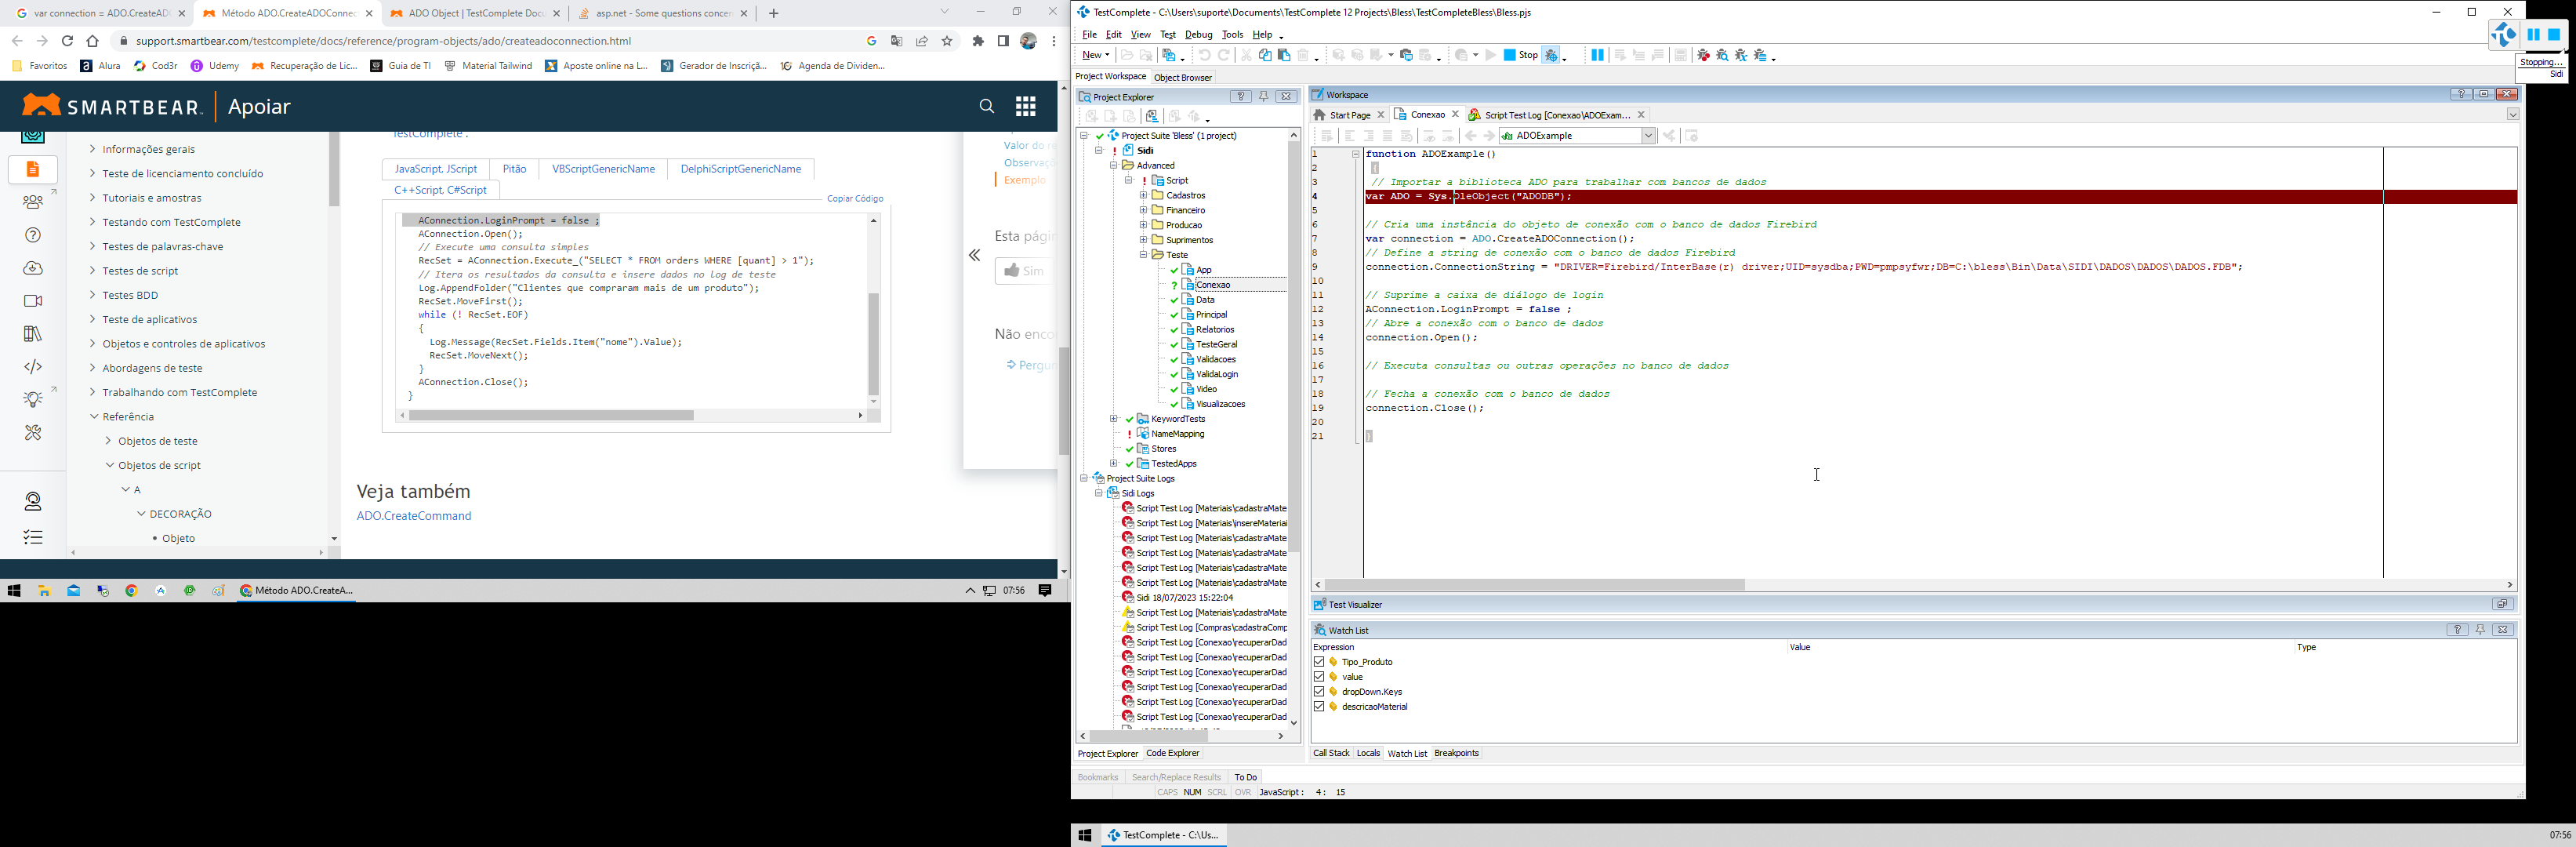 var connection = ADO.CreateAD
Método ADO.CreateADOConnec
ADO Object | TestComplete Doc
asp.net - Some questions concer
support.smartbear.com/testcomplete/docs/reference/program-objects/ado/createadoconnection.html
Favoritos
Alura
Cod3r
Udemy
Recuperação de Lic...
Guia de TI
Material Tailwind
Aposte online na L...
Gerador de Inscriçã...
Agenda de Dividen...
SMARTBEAR
Apoiar
TestComplete .
Informações gerais
Teste de licenciamento concluído
Tutoriais e amostras
Testando com TestComplete
Testes de palavras-chave
Testes de script
Testes BDD
Teste de aplicativos
Objetos e controles de aplicativos
Abordagens de teste
Trabalhando com TestComplete
Referência
Objetos de teste
Objetos de script
A
DECORAÇÃO
Objeto
JavaScript, JScript
Pitão
VBScriptGenericName
DelphiScriptGenericName
C++Script, C#Script
Copiar Código
AConnection.LoginPrompt = false ;
AConnection.Open();
// Execute uma consulta simples
RecSet = AConnection.Execute_("SELECT * FROM orders WHERE [quant] > 1");
// Itera os resultados da consulta e insere dados no log de teste
Log.AppendFolder("Clientes que compraram mais de um produto");
RecSet.MoveFirst();
while (! RecSet.EOF)
{
Log.Message(RecSet.Fields.Item("nome").Value);
RecSet.MoveNext();
}
AConnection.Close();
}
Veja também
ADO.CreateCommand
Valor do re
Observaçõ
Exemplo
Esta págin
Sim
Não enco
Pergun
Método ADO.CreateA...
07:56
TestComplete - C:\Users\suporte\Documents\TestComplete 12 Projects\Bless\TestCompleteBless\Bless.pjs
File Edit View Test Debug Tools Help
New
Stop
Stopping...
Sidi
Project Workspace
Object Browser
Project Explorer
Project Suite 'Bless' (1 project)
Sidi
Advanced
Script
Cadastros
Financeiro
Producao
Suprimentos
Teste
App
Conexao
Data
Principal
Relatorios
TesteGeral
Validacoes
ValidaLogin
Video
Visualizacoes
KeywordTests
NameMapping
Stores
TestedApps
Project Suite Logs
Sidi Logs
Script Test Log [Materiais\cadastraMate
Script Test Log [Materiais\insereMateriai
Script Test Log [Materiais\cadastraMate
Script Test Log [Materiais\cadastraMate
Script Test Log [Materiais\cadastraMate
Script Test Log [Materiais\cadastraMate
Sidi 18/07/2023 15:22:04
Script Test Log [Materiais\cadastraMate
Script Test Log [Compras\cadastraComp
Script Test Log [Conexao\recuperarDad
Script Test Log [Conexao\recuperarDad
Script Test Log [Conexao\recuperarDad
Script Test Log [Conexao\recuperarDad
Script Test Log [Conexao\recuperarDad
Script Test Log [Conexao\recuperarDad
Project Explorer
Code Explorer
Workspace
Start Page
Conexao
Script Test Log [Conexao\ADOExam...
ADOExample
1 function ADOExample()
2 {
3 // Importar a biblioteca ADO para trabalhar com bancos de dados
4 var ADO = Sys.OleObject("ADODB");
5
6 // Cria uma instância do objeto de conexão com o banco de dados Firebird
7 var connection = ADO.CreateADOConnection();
8 // Define a string de conexão com o banco de dados Firebird
9 connection.ConnectionString = "DRIVER=Firebird/InterBase(r) driver;UID=sysdba;PWD=pmpsyfwr;DB=C:\bless\Bin\Data\SIDI\DADOS\DADOS\DADOS.FDB";
10
11 // Suprime a caixa de diálogo de login
12 AConnection.LoginPrompt = false ;
13 // Abre a conexão com o banco de dados
14 connection.Open();
15
16 // Executa consultas ou outras operações no banco de dados
17
18 // Fecha a conexão com o banco de dados
19 connection.Close();
20
21 }
Test Visualizer
Watch List
Expression Value Type
Tipo_Produto
value
dropDown.Keys
descricaoMaterial
Call Stack Locals Watch List Breakpoints
Bookmarks Search/Replace Results To Do
CAPS NUM SCRL OVR JavaScript : 4 : 15
TestComplete - C:\Us...
07:56